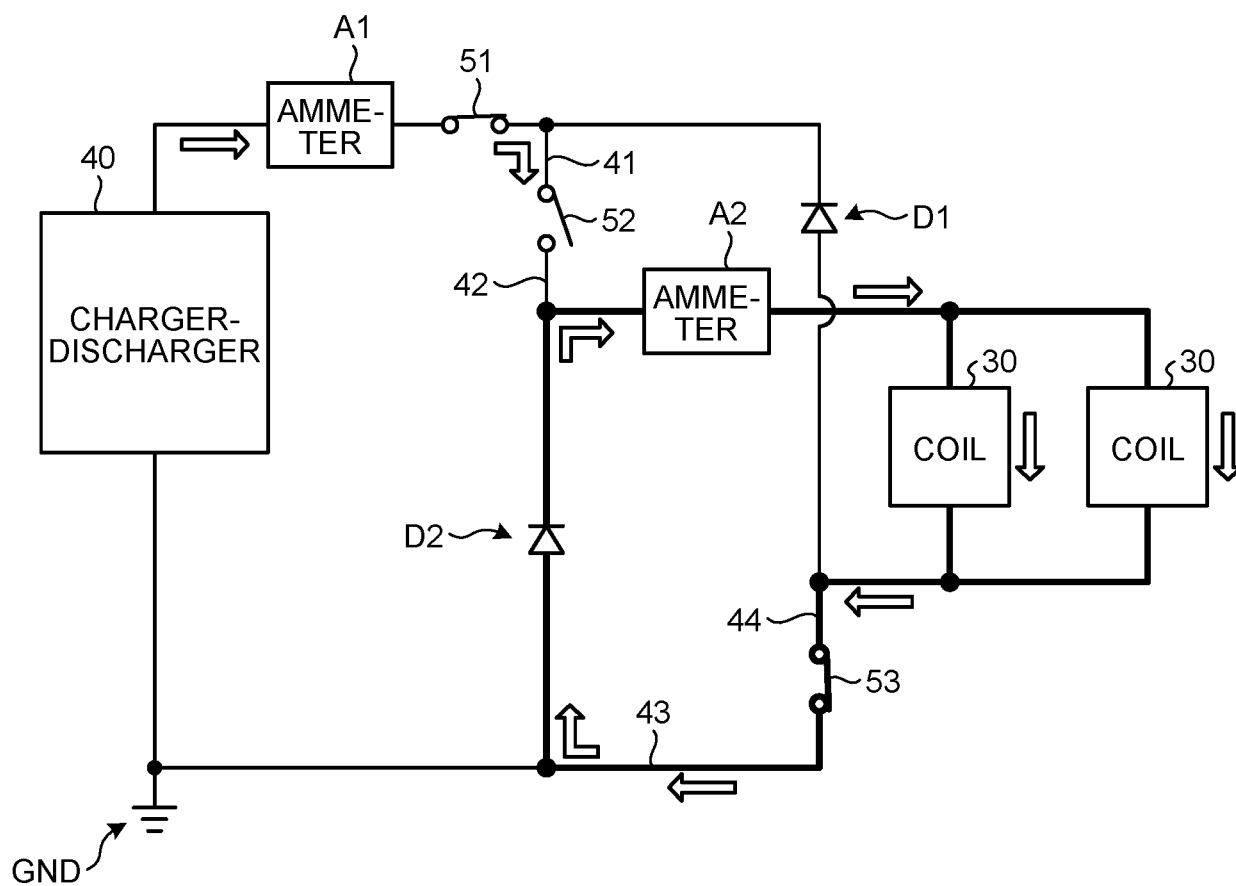 A1
51
AMME-
TER
40
41
52
A2
D1
42
AMME-
TER
CHARGER-
DISCHARGER
30
30
COIL
COIL
D2
44
53
43
GND